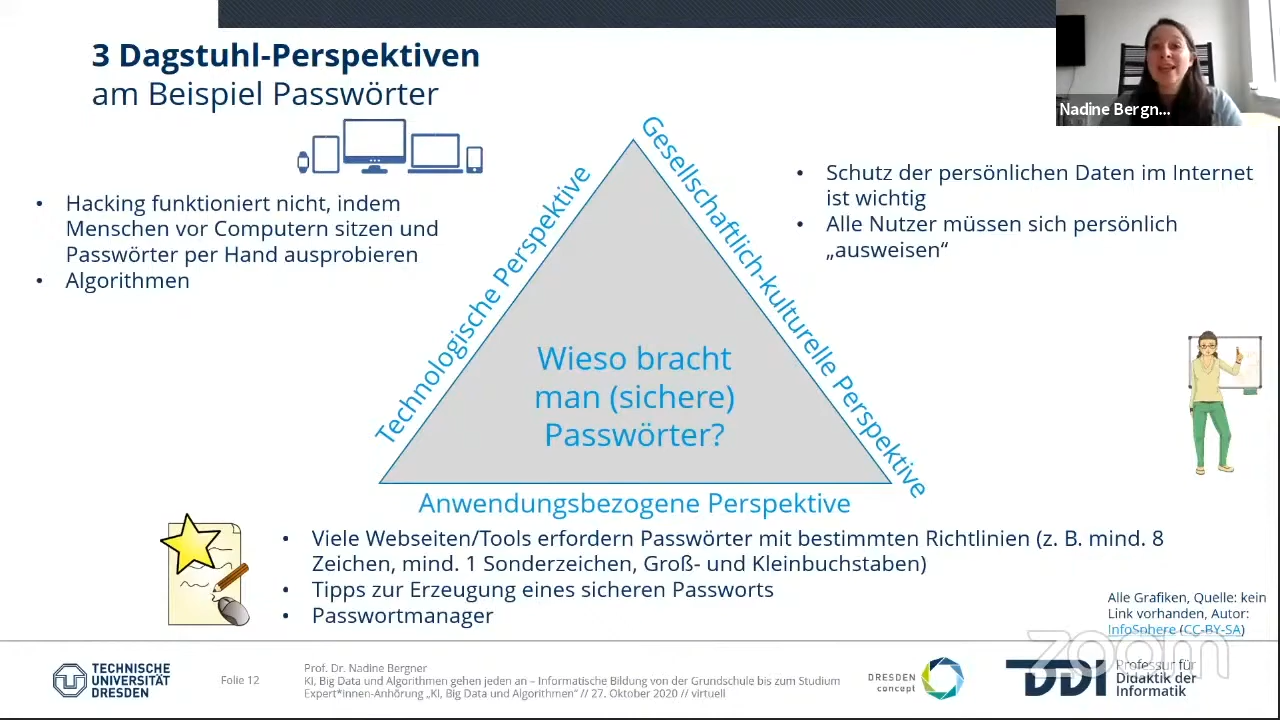 3 Dagstuhl-Perspektiven
am Beispiel Passwörter
Nadine Bergn...
Technologische Perspektive
Gesellschaftlich-kulturelle Perspektive
• Hacking funktioniert nicht, indem
Menschen vor Computern sitzen und
Passwörter per Hand ausprobieren
• Algorithmen
• Schutz der persönlichen Daten im Internet
ist wichtig
• Alle Nutzer müssen sich persönlich
„ausweisen“
Wieso bracht
man (sichere)
Passwörter?
Anwendungsbezogene Perspektive
• Viele Webseiten/Tools erfordern Passwörter mit bestimmten Richtlinien (z. B. mind. 8
Zeichen, mind. 1 Sonderzeichen, Groß- und Kleinbuchstaben)
• Tipps zur Erzeugung eines sicheren Passworts
• Passwortmanager
Alle Grafiken, Quelle: kein
Link vorhanden, Autor:
InfoSphere (CC-BY-SA)
zoom
TECHNISCHE
UNIVERSITÄT
DRESDEN
Folie 12
Prof. Dr. Nadine Bergner
KI, Big Data und Algorithmen gehen jeden an – Informatische Bildung von der Grundschule bis zum Studium
Expert*innen-Anhörung „KI, Big Data und Algorithmen“ // 27. Oktober 2020 // virtuell
DRESDEN
concept
DDI
Professur für
Didaktik der
Informatik